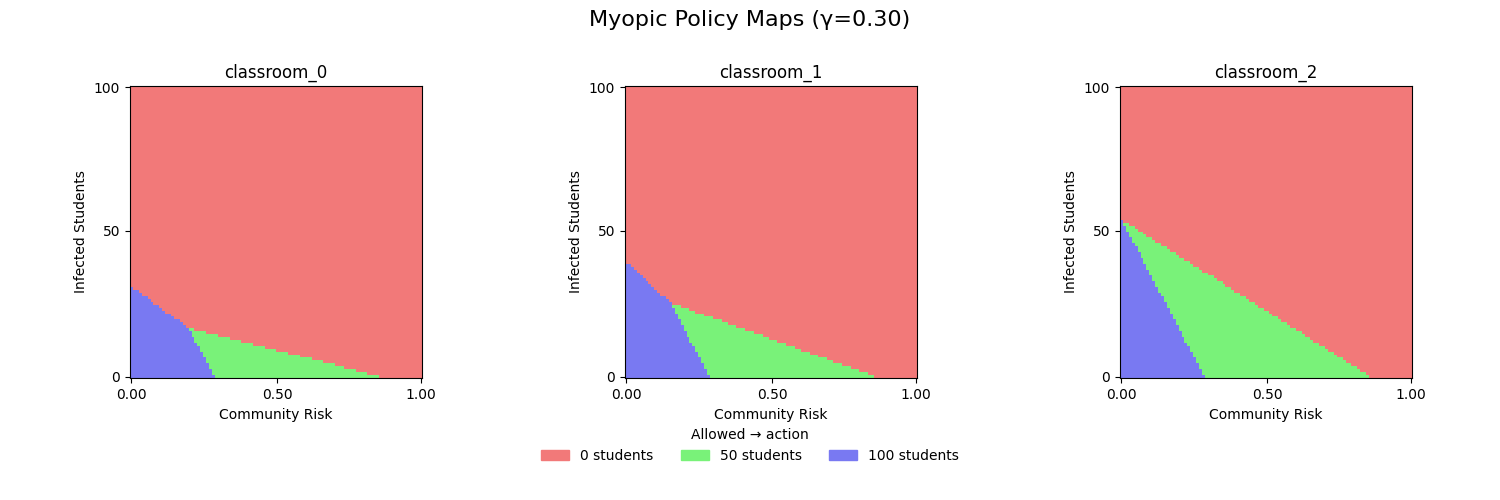 Myopic Policy Maps (γ=0.30)
classroom_0
100
50
0
Infected Students
0.00 0.50 1.00
Community Risk
classroom_1
100
50
0
Infected Students
0.00 0.50 1.00
Community Risk
classroom_2
100
50
0
Infected Students
0.00 0.50 1.00
Community Risk
Allowed → action
0 students 50 students 100 students